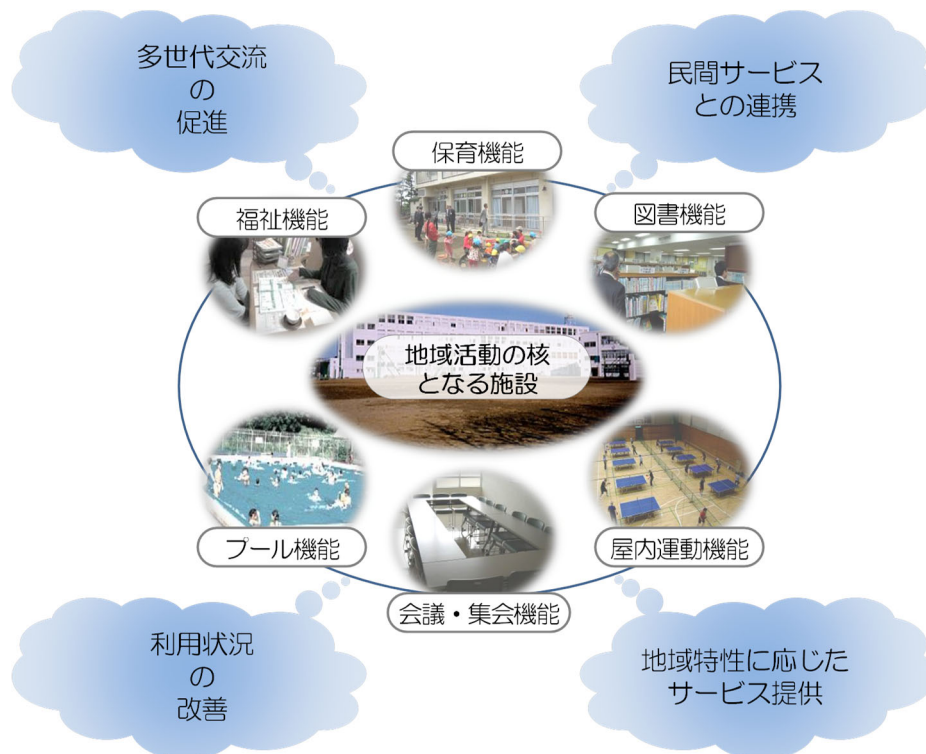 多世代交流
の
促進
民間サービス
との連携
保育機能
福祉機能
図書機能
地域活動の核
となる施設
プール機能
屋内運動機能
会議・集会機能
利用状況
の
改善
地域特性に応じた
サービス提供